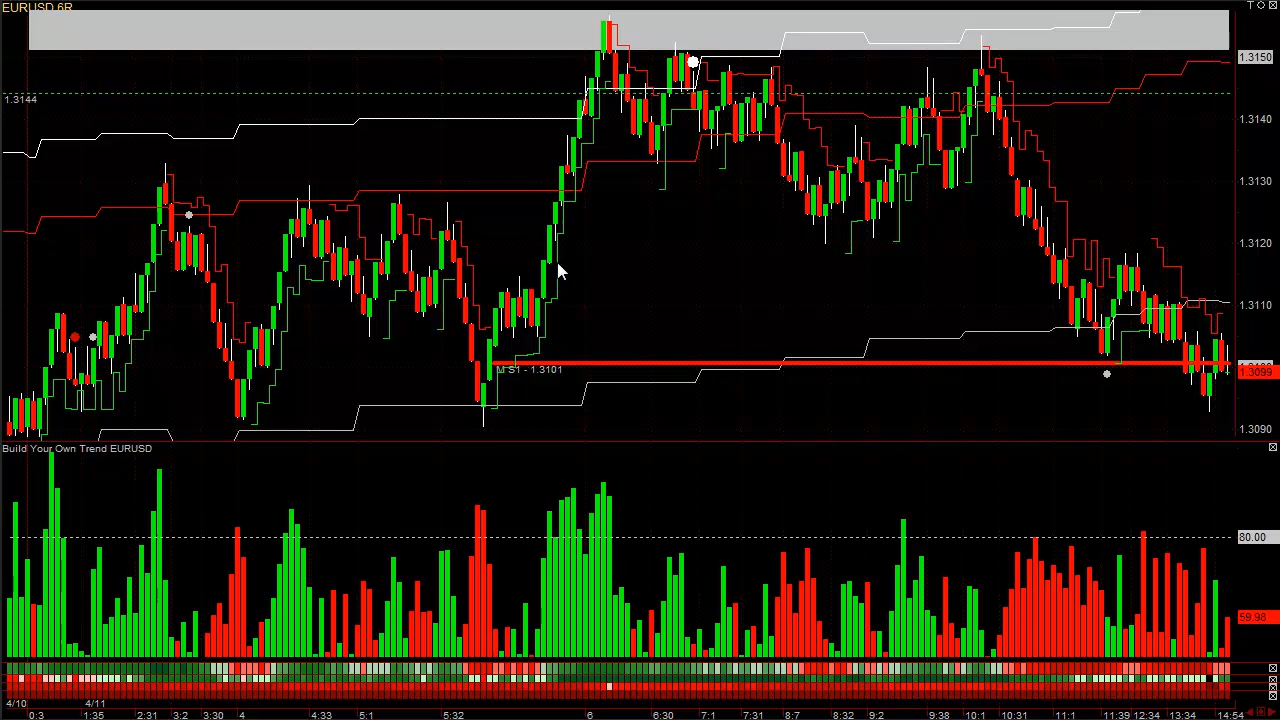 EURUSD 6R
1.3150
1.3144
1.3140
1.3130
1.3120
1.3110
M S1 - 1.3101
1.3099
1.3090
Build Your Own Trend EURUSD
80.00
59.98
4/10 4/11
0:3 1:35 2:31 3:2 3:30 4 4:33 5:1 5:32 6 6:30 7:1 7:31 8:7 8:32 9:2 9:38 10:1 10:31 11:1 11:39 12:34 13:34 14:54